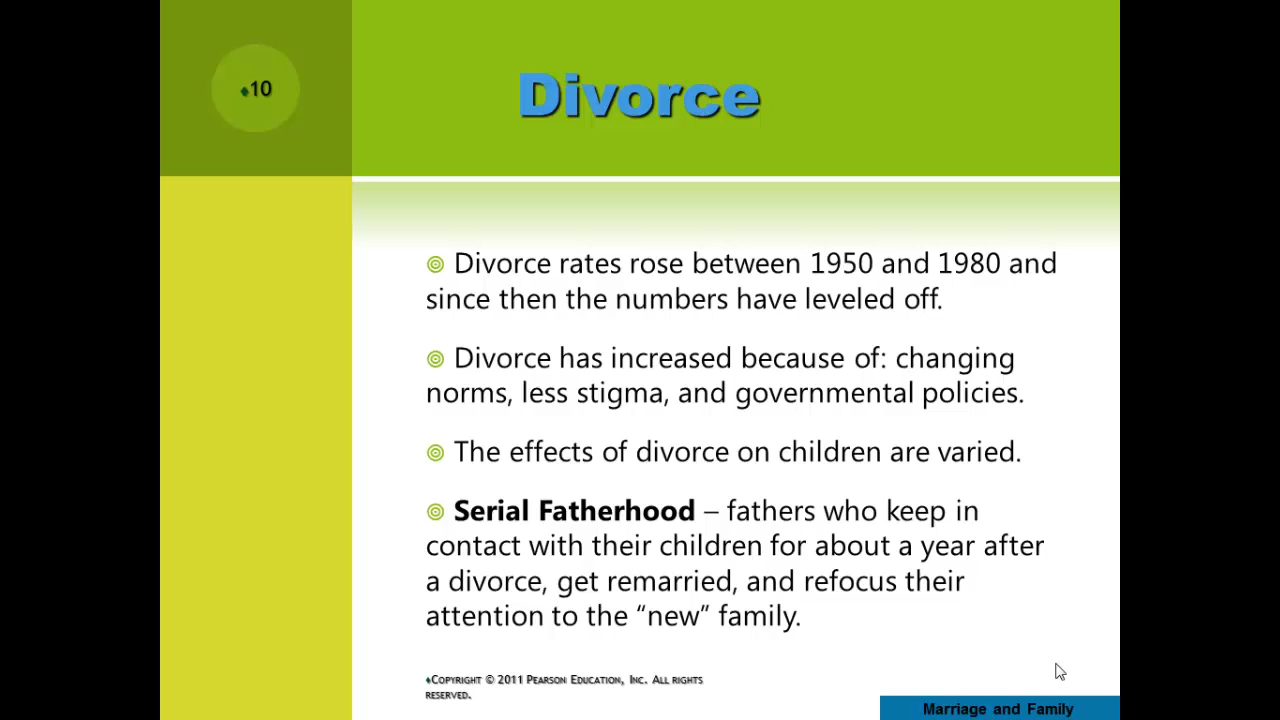 ♦10
Divorce
Divorce rates rose between 1950 and 1980 and
since then the numbers have leveled off.
Divorce has increased because of: changing
norms, less stigma, and governmental policies.
The effects of divorce on children are varied.
Serial Fatherhood – fathers who keep in
contact with their children for about a year after
a divorce, get remarried, and refocus their
attention to the “new” family.
♦Copyright © 2011 Pearson Education, Inc. All rights
reserved.
Marriage and Family